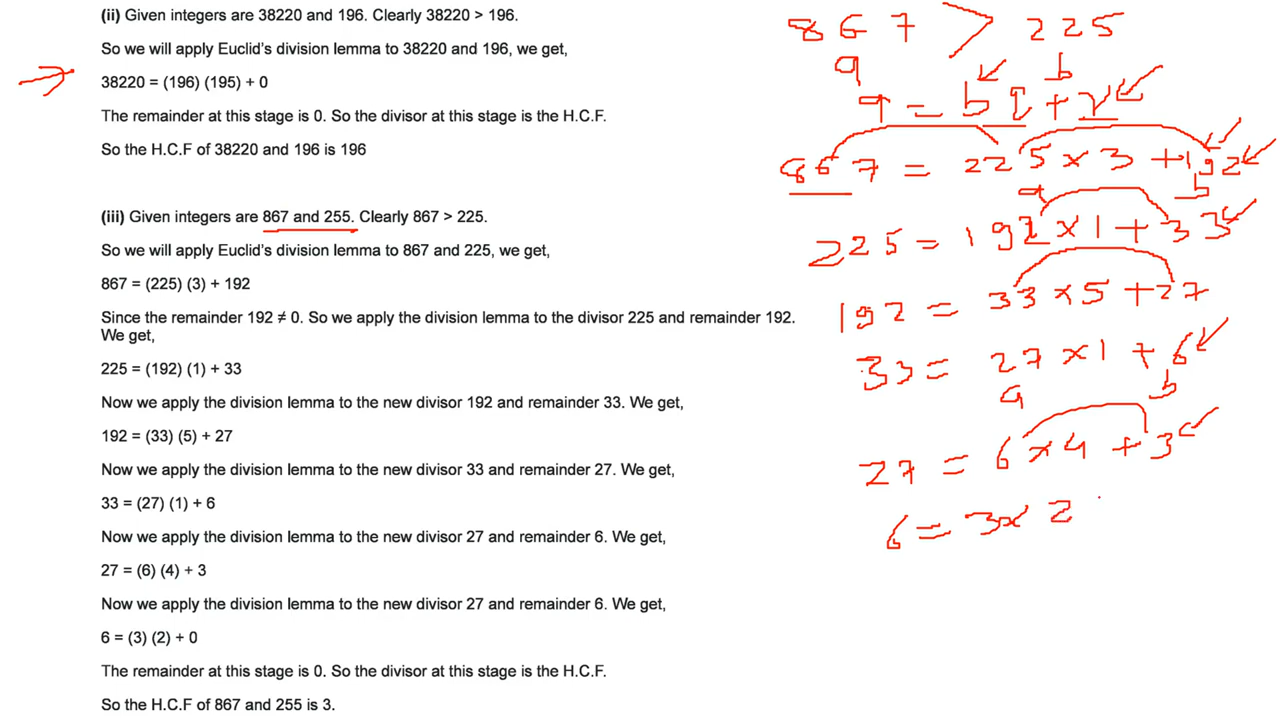 (ii) Given integers are 38220 and 196. Clearly 38220 > 196.
So we will apply Euclid's division lemma to 38220 and 196, we get,
38220 = (196) (195) + 0
The remainder at this stage is 0. So the divisor at this stage is the H.C.F.
So the H.C.F of 38220 and 196 is 196
(iii) Given integers are 867 and 255. Clearly 867 > 225.
So we will apply Euclid's division lemma to 867 and 225, we get,
867 = (225) (3) + 192
Since the remainder 192 ≠ 0. So we apply the division lemma to the divisor 225 and remainder 192.
We get,
225 = (192) (1) + 33
Now we apply the division lemma to the new divisor 192 and remainder 33. We get,
192 = (33) (5) + 27
Now we apply the division lemma to the new divisor 33 and remainder 27. We get,
33 = (27) (1) + 6
Now we apply the division lemma to the new divisor 27 and remainder 6. We get,
27 = (6) (4) + 3
Now we apply the division lemma to the new divisor 27 and remainder 6. We get,
6 = (3) (2) + 0
The remainder at this stage is 0. So the divisor at this stage is the H.C.F.
So the H.C.F of 867 and 255 is 3.
867 > 225
a b
a = bq + r
867 = 225 × 3 + 192
a b
225 = 192 × 1 + 33
192 = 33 × 5 + 27
33 = 27 × 1 + 6
a b
27 = 6 × 4 + 3
6 = 3 × 2